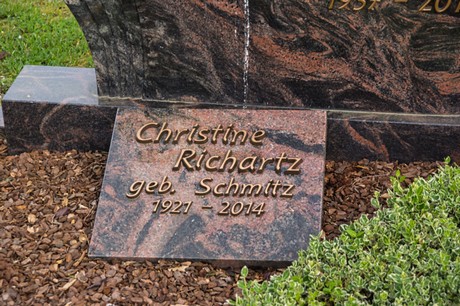 Christine
Richartz
geb. Schmitz
1921 - 2014